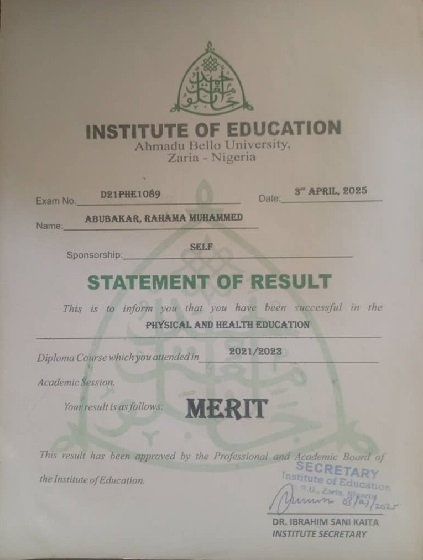 INSTITUTE OF EDUCATION
Ahmadu Bello University,
Zaria - Nigeria
Exam No. D21PHE1089 Date: 3rd APRIL, 2025
Name: ABUBAKAR, RAHAMA MUHAMMED
Sponsorship: SELF
STATEMENT OF RESULT
This is to inform you that you have been successful in the
PHYSICAL AND HEALTH EDUCATION
Diploma Course which you attended in 2021/2023
Academic Session.
Your result is as follows: MERIT
This result has been approved by the Professional and Academic Board of
the Institute of Education.
SECRETARY
Institute of Education
Zaria, Nigeria
DR. IBRAHIM SANI KAITA
INSTITUTE SECRETARY